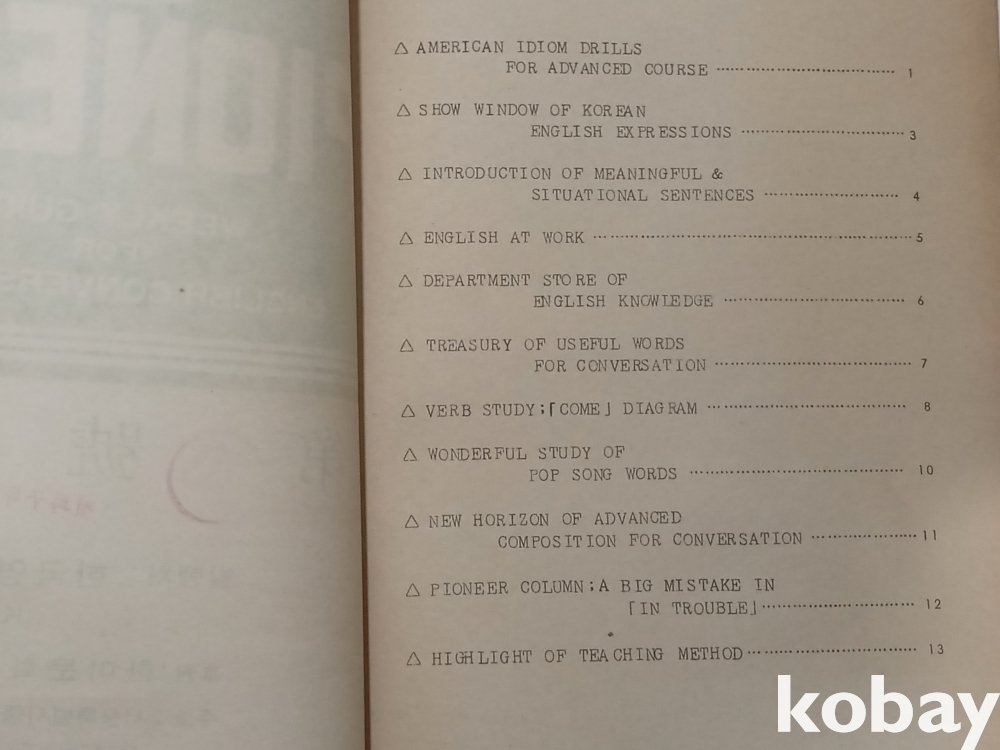 △ AMERICAN IDIOM DRILLS
FOR ADVANCED COURSE ······························ 1
△ SHOW WINDOW OF KOREAN
ENGLISH EXPRESSIONS ······························ 3
△ INTRODUCTION OF MEANINGFUL &
SITUATIONAL SENTENCES ······························ 4
△ ENGLISH AT WORK ······························ 5
△ DEPARTMENT STORE OF
ENGLISH KNOWLEDGE ······························ 6
△ TREASURY OF USEFUL WORDS
FOR CONVERSATION ······························ 7
△ VERB STUDY;「COME」 DIAGRAM ······························ 8
△ WONDERFUL STUDY OF
POP SONG WORDS ······························ 10
△ NEW HORIZON OF ADVANCED
COMPOSITION FOR CONVERSATION ······························ 11
△ PIONEER COLUMN;A BIG MISTAKE IN
「IN TROUBLE」······························ 12
△ HIGHLIGHT OF TEACHING METHOD······························ 13
kobay